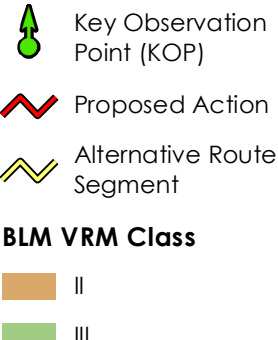 Key Observation
Point (KOP)
Proposed Action
Alternative Route
Segment
BLM VRM Class
II
III